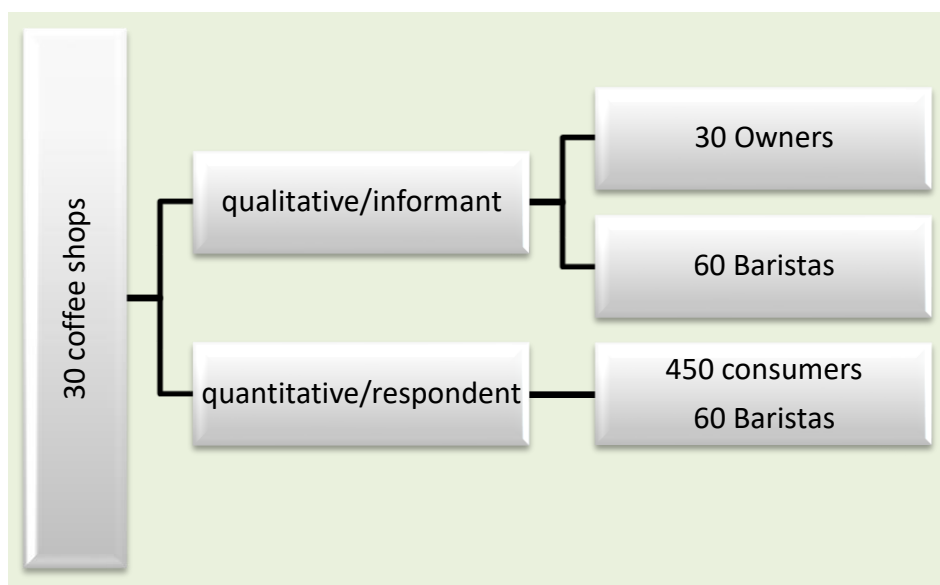 30 coffee shops
qualitative/informant
30 Owners
60 Baristas
quantitative/respondent
450 consumers
60 Baristas